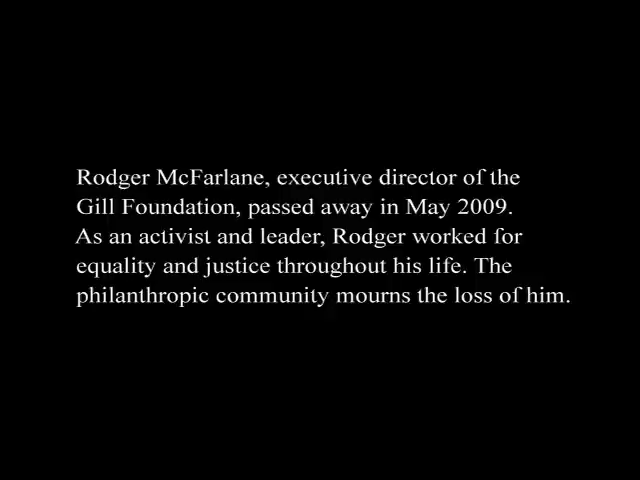 Rodger McFarlane, executive director of the
Gill Foundation, passed away in May 2009.
As an activist and leader, Rodger worked for
equality and justice throughout his life. The
philanthropic community mourns the loss of him.